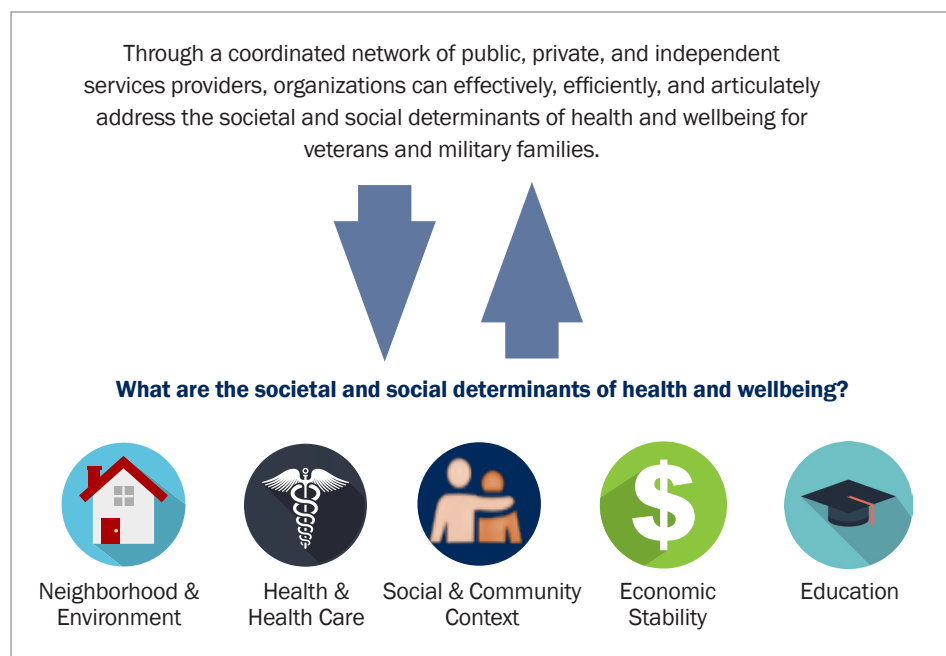 Through a coordinated network of public, private, and independent
services providers, organizations can effectively, efficiently, and articulately
address the societal and social determinants of health and wellbeing for
veterans and military families.
What are the societal and social determinants of health and wellbeing?
$
Neighborhood &
Environment
Health &
Health Care
Social & Community
Context
Economic
Stability
Education